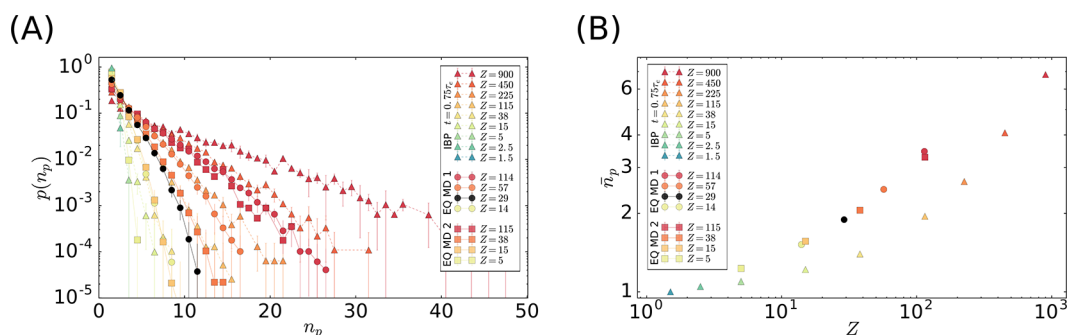 (A)
(B)
10^0
10^{-1}
10^{-2}
10^{-3}
10^{-4}
10^{-5}
p(n_p)
0 10 20 30 40 50
n_p
IBP t = 0.75τ_e
Z = 900
Z = 450
Z = 225
Z = 115
Z = 38
Z = 15
Z = 5
Z = 2.5
Z = 1.5
EQ MD 1
Z = 114
Z = 57
Z = 29
Z = 14
EQ MD 2
Z = 115
Z = 38
Z = 15
Z = 5
6
4
3
2
1
n̄_p
10^0 10^1 10^2 10^3
Z
IBP t = 0.75τ_e
Z = 900
Z = 450
Z = 225
Z = 115
Z = 38
Z = 15
Z = 5
Z = 2.5
Z = 1.5
EQ MD 1
Z = 114
Z = 57
Z = 29
Z = 14
EQ MD 2
Z = 115
Z = 38
Z = 15
Z = 5